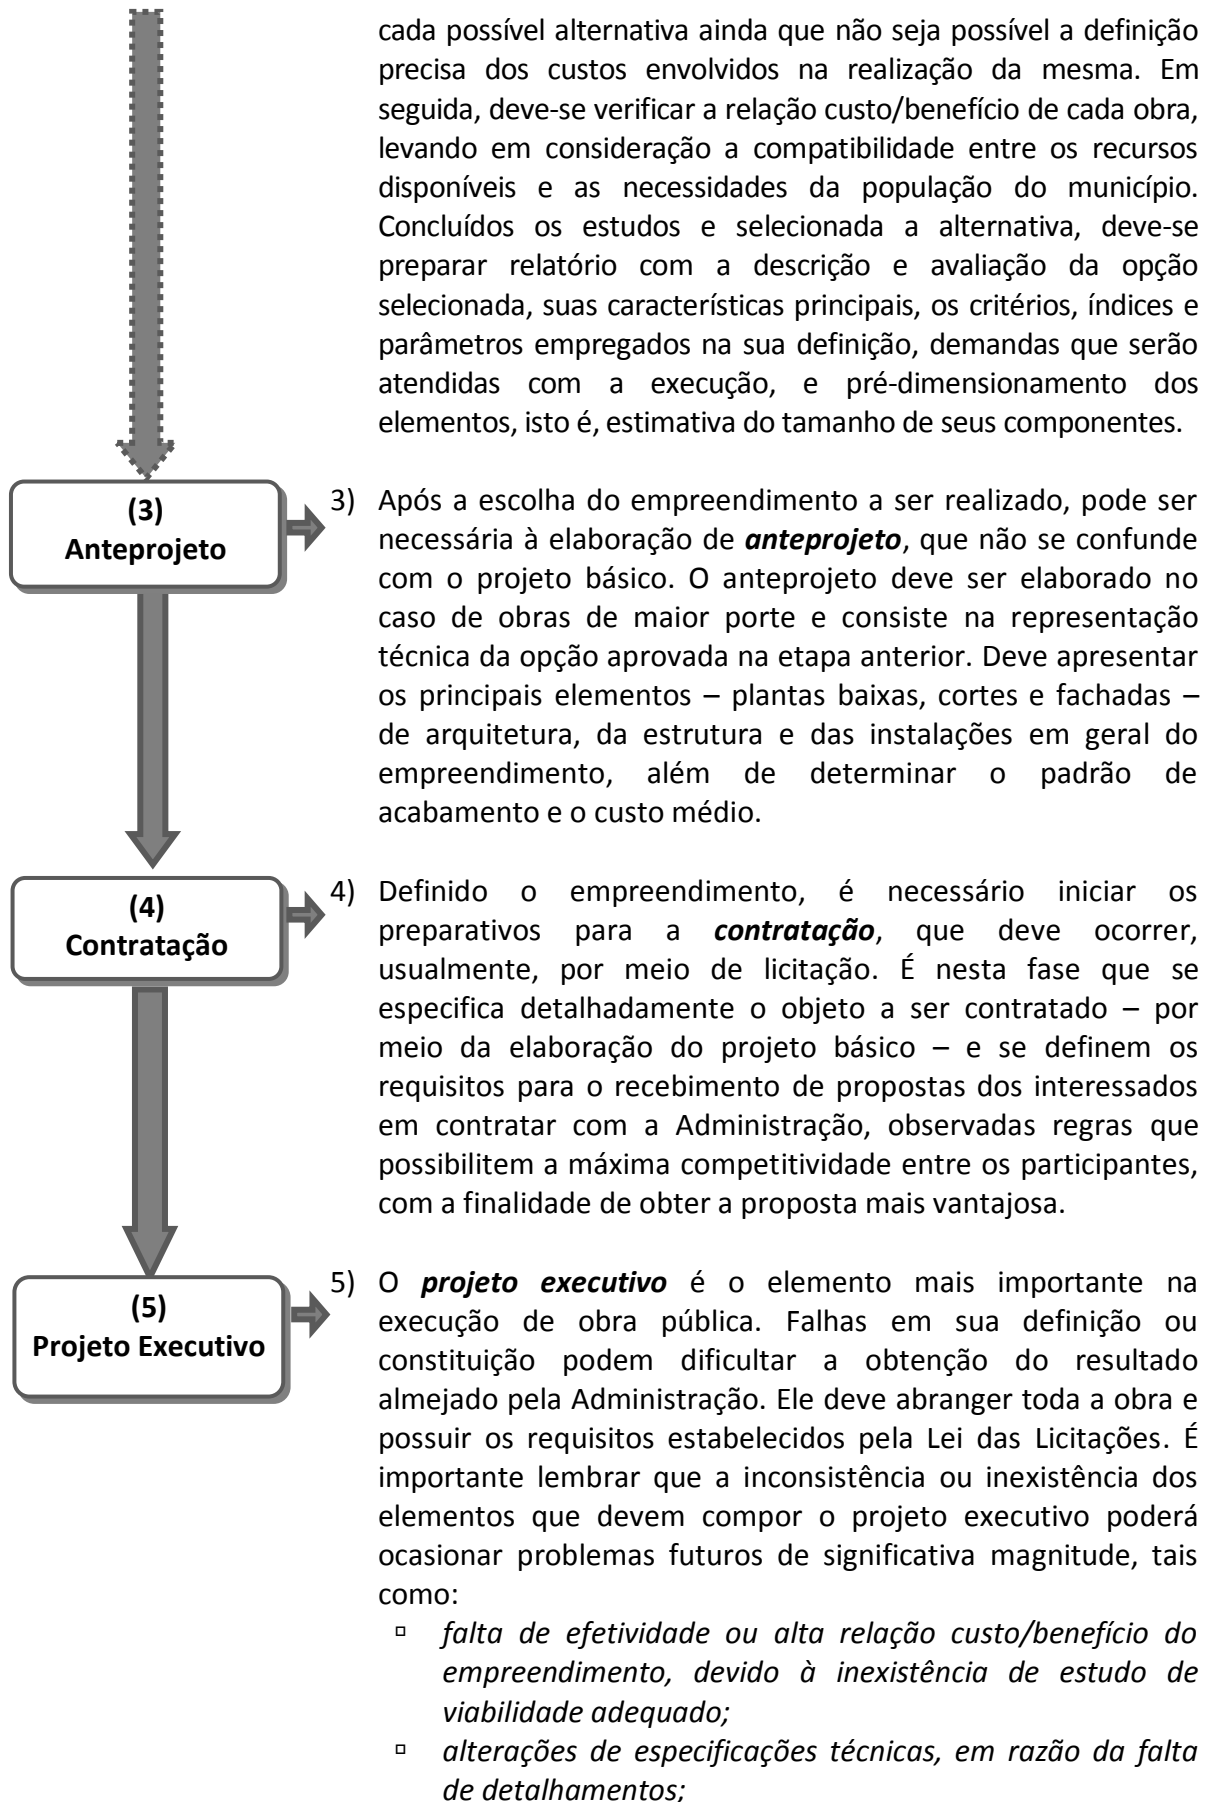 cada possível alternativa ainda que não seja possível a definição
precisa dos custos envolvidos na realização da mesma. Em
seguida, deve-se verificar a relação custo/benefício de cada obra,
levando em consideração a compatibilidade entre os recursos
disponíveis e as necessidades da população do município.
Concluídos os estudos e selecionada a alternativa, deve-se
preparar relatório com a descrição e avaliação da opção
selecionada, suas características principais, os critérios, índices e
parâmetros empregados na sua definição, demandas que serão
atendidas com a execução, e pré-dimensionamento dos
elementos, isto é, estimativa do tamanho de seus componentes.
(3)
Anteprojeto
3) Após a escolha do empreendimento a ser realizado, pode ser
necessária à elaboração de anteprojeto, que não se confunde
com o projeto básico. O anteprojeto deve ser elaborado no
caso de obras de maior porte e consiste na representação
técnica da opção aprovada na etapa anterior. Deve apresentar
os principais elementos – plantas baixas, cortes e fachadas –
de arquitetura, da estrutura e das instalações em geral do
empreendimento, além de determinar o padrão de
acabamento e o custo médio.
(4)
Contratação
4) Definido o empreendimento, é necessário iniciar os
preparativos para a contratação, que deve ocorrer,
usualmente, por meio de licitação. É nesta fase que se
especifica detalhadamente o objeto a ser contratado – por
meio da elaboração do projeto básico – e se definem os
requisitos para o recebimento de propostas dos interessados
em contratar com a Administração, observadas regras que
possibilitem a máxima competitividade entre os participantes,
com a finalidade de obter a proposta mais vantajosa.
(5)
Projeto Executivo
5) O projeto executivo é o elemento mais importante na
execução de obra pública. Falhas em sua definição ou
constituição podem dificultar a obtenção do resultado
almejado pela Administração. Ele deve abranger toda a obra e
possuir os requisitos estabelecidos pela Lei das Licitações. É
importante lembrar que a inconsistência ou inexistência dos
elementos que devem compor o projeto executivo poderá
ocasionar problemas futuros de significativa magnitude, tais
como:
▫ falta de efetividade ou alta relação custo/benefício do
empreendimento, devido à inexistência de estudo de
viabilidade adequado;
▫ alterações de especificações técnicas, em razão da falta
de detalhamentos;